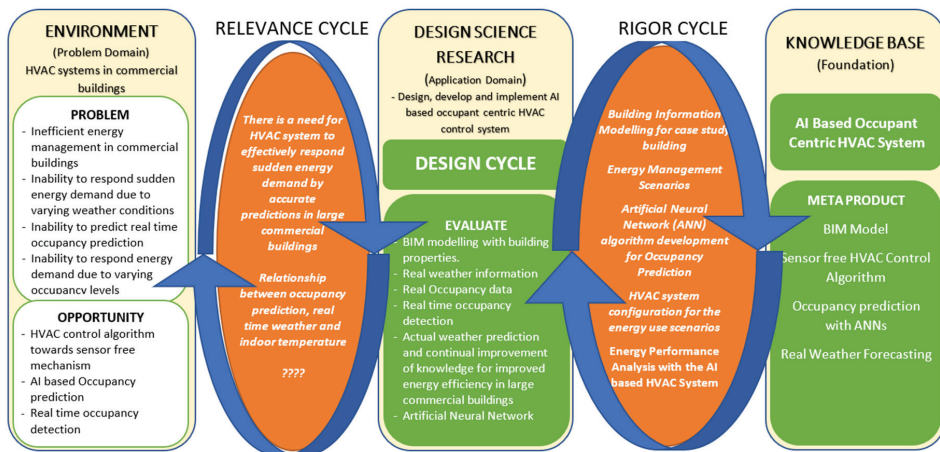 ENVIRONMENT
(Problem Domain)
HVAC systems in commercial
buildings
PROBLEM
- Inefficient energy
management in commercial
buildings
- Inability to respond sudden
energy demand due to
varying weather conditions
- Inability to predict real time
occupancy prediction
- Inability to respond energy
demand due to varying
occupancy levels
OPPORTUNITY
- HVAC control algorithm
towards sensor free
mechanism
- AI based Occupancy
prediction
- Real time occupancy
detection
RELEVANCE CYCLE
There is a need for
HVAC system to
effectively respond
sudden energy
demand by
accurate
predictions in large
commercial
buildings
Relationship
between occupancy
prediction, real
time weather and
indoor temperature
????
DESIGN SCIENCE
RESEARCH
(Application Domain)
- Design, develop and implement AI
based occupant centric HVAC
control system
DESIGN CYCLE
EVALUATE
- BIM modelling with building
properties.
- Real weather information
- Real Occupancy data
- Real time occupancy
detection
- Actual weather prediction
and continual improvement
of knowledge for improved
energy efficiency in large
commercial buildings
- Artificial Neural Network
RIGOR CYCLE
Building Information
Modelling for case study
building
Energy Management
Scenarios
Artificial Neural
Network (ANN)
algorithm development
for Occupancy
Prediction
HVAC system
configuration for the
energy use scenarios
Energy Performance
Analysis with the AI
based HVAC System
KNOWLEDGE BASE
(Foundation)
AI Based Occupant
Centric HVAC System
META PRODUCT
BIM Model
Sensor free HVAC Control
Algorithm
Occupancy prediction
with ANNs
Real Weather Forecasting